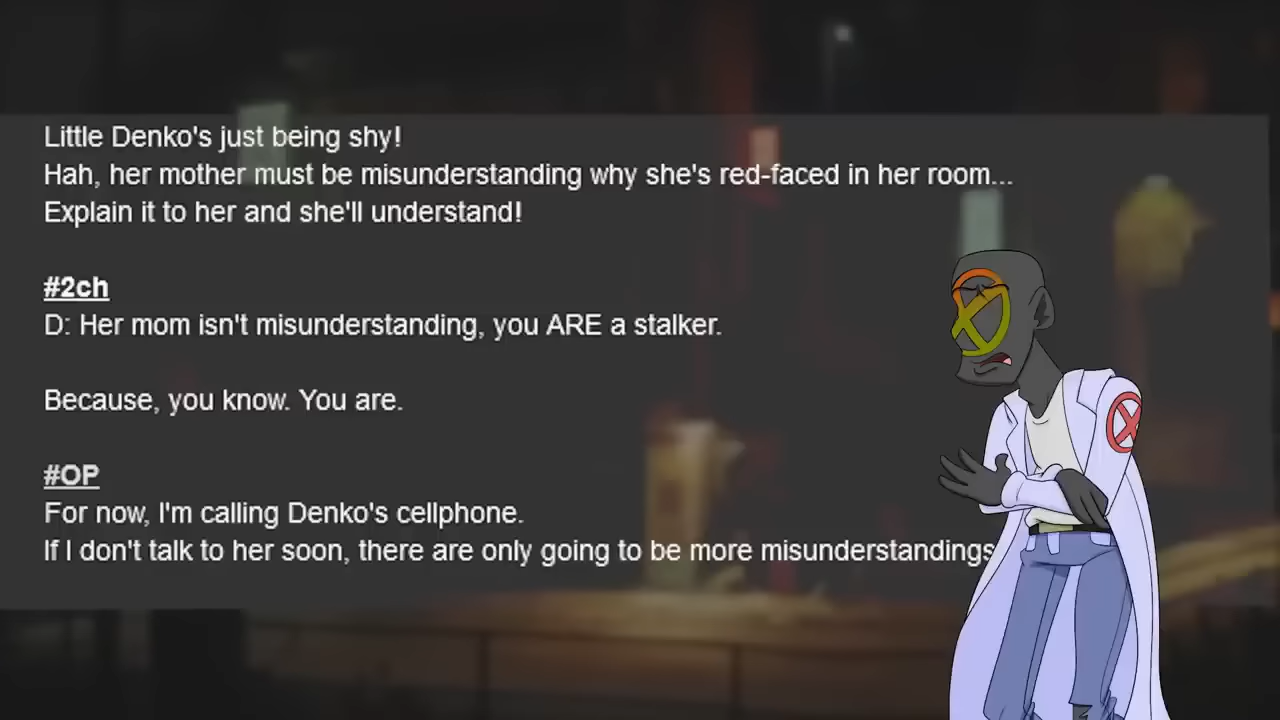 Little Denko's just being shy!
Hah, her mother must be misunderstanding why she's red-faced in her room...
Explain it to her and she'll understand!
#2ch
D: Her mom isn't misunderstanding, you ARE a stalker.
Because, you know. You are.
#OP
For now, I'm calling Denko's cellphone.
If I don't talk to her soon, there are only going to be more misunderstandings